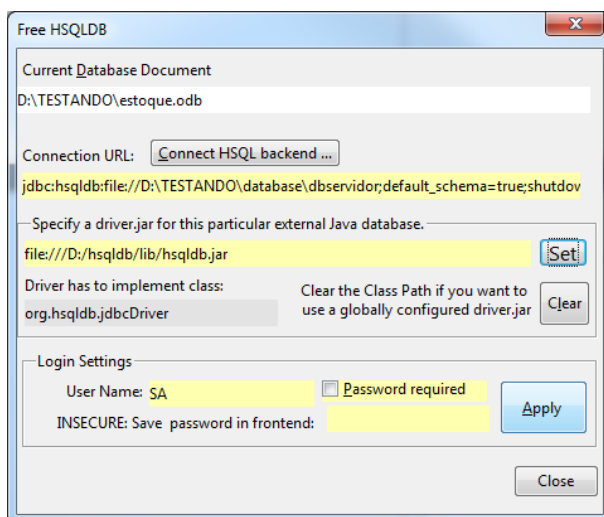 Free HSQLDB
Current Database Document
D:\TESTANDO\estoque.odb
Connection URL:
Connect HSQL backend ...
jdbc:hsqldb:file://D:\TESTANDO\database\dbservidor;default_schema=true;shutdov
Specify a driver.jar for this particular external Java database.
file:///D:/hsqldb/lib/hsqldb.jar
Set
Driver has to implement class:
org.hsqldb.jdbcDriver
Clear the Class Path if you want to
use a globally configured driver.jar
Clear
Login Settings
User Name: SA
Password required
INSECURE: Save password in frontend:
Apply
Close